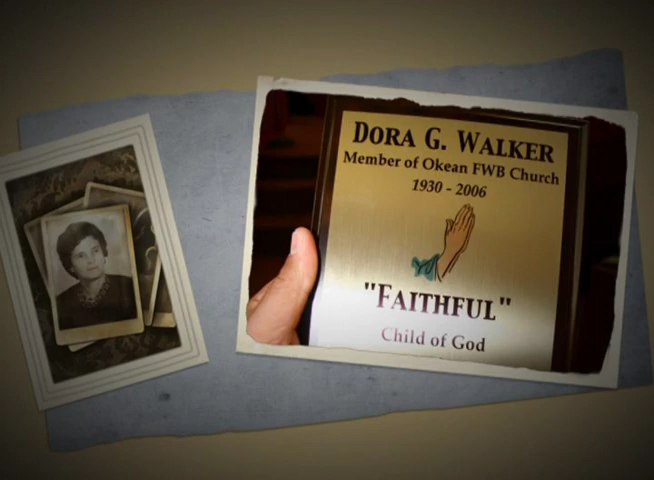 DORA G. WALKER
Member of Okean FWB Church
1930 - 2006
"FAITHFUL"
Child of God